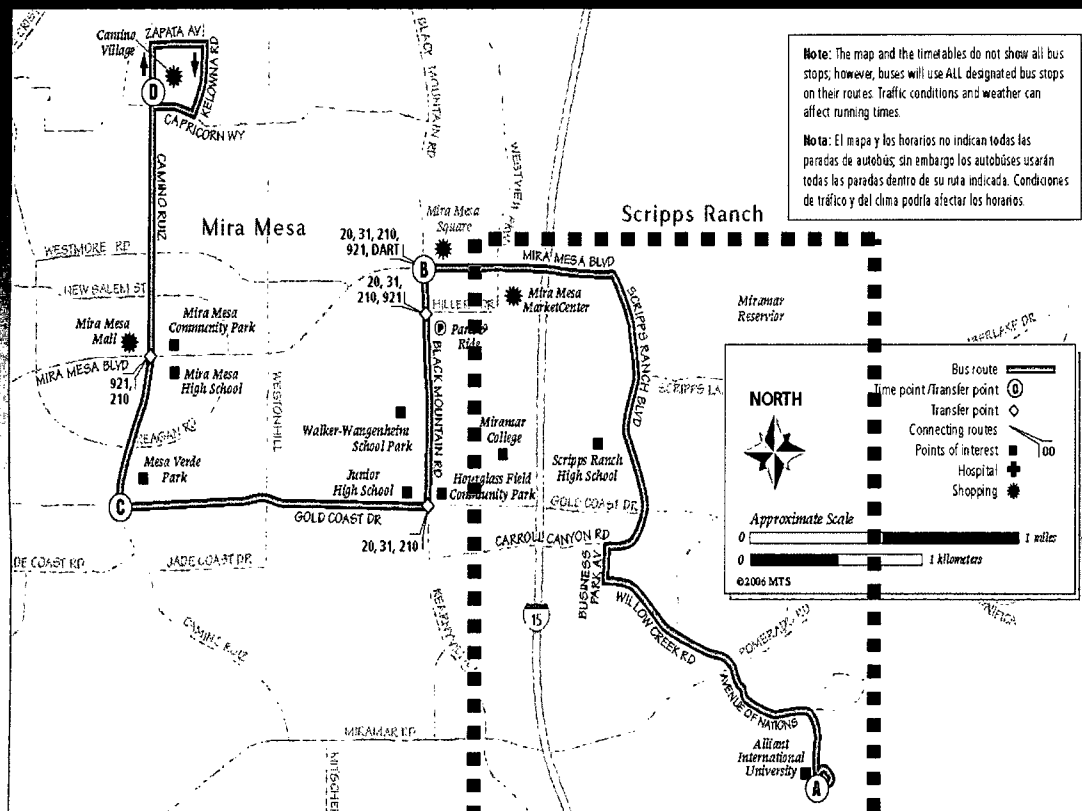 ZAPATA AV
Camino
Village
KELOWNA RD
D
CAPRICORN WY
CAMINO RUIZ
BLACK MOUNTAIN RD
WESTVIEW PKWY
Note: The map and the timetables do not show all bus
stops; however, buses will use ALL designated bus stops
on their routes. Traffic conditions and weather can
affect running times.
Nota: El mapa y los horarios no indican todas las
paradas de autobús; sin embargo los autobúses usarán
todas las paradas dentro de su ruta indicada. Condiciones
de tráfico y del clima podría afectar los horarios.
Mira Mesa
Scripps Ranch
Mira Mesa
Square
20, 31, 210,
921, DART
B
MIRA MESA BLVD
WESTMORE RD
NEW SALEM ST
20, 31,
210, 921
Mira Mesa
MarketCenter
Miramar
Reservior
Mira Mesa
Mall
Mira Mesa
Community Park
MIRA MESA BLVD
Mira Mesa
High School
921,
210
Park &
Ride
BLACK MOUNTAIN RD
SCRIPPS RANCH BLVD
SCRIPPS LA
WESTONHILL
REAGAN RD
Walker-Wangenheim
School Park
Miramar
College
Scripps Ranch
High School
Mesa Verde
Park
Junior
High School
Hourglass Field
Community Park
C
GOLD COAST DR
GOLD COAST DR
20, 31, 210
CARROLL CANYON RD
DE COAST RD
JADE COAST DR
BUSINESS
PARK AV
WILLOW CREEK RD
15
CAMINO RUIZ
POMERADO RD
AVENUE OF NATIONS
MIRAMAR RD
Alliant
International
University
A
NORTH
Bus route
Time point/Transfer point
Transfer point
Connecting routes
00
Points of interest
Hospital
Shopping
Approximate Scale
0
1 miles
0
1 kilometers
©2006 MTS